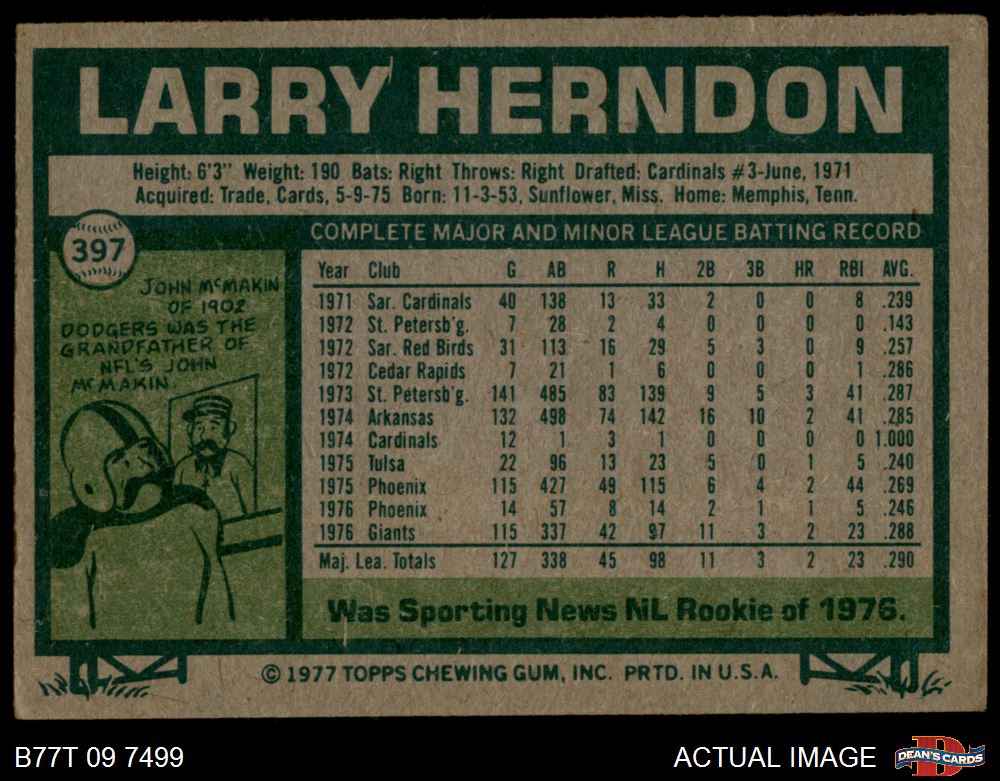 LARRY HERNDON
Height: 6'3" Weight: 190 Bats: Right Throws: Right Drafted: Cardinals #3-June, 1971
Acquired: Trade, Cards, 5-9-75 Born: 11-3-53, Sunflower, Miss. Home: Memphis, Tenn.
397
JOHN McMAKIN
OF 1902
DODGERS WAS THE
GRANDFATHER OF
NFL'S JOHN
McMAKIN.
COMPLETE MAJOR AND MINOR LEAGUE BATTING RECORD
Year Club G AB R H 2B 3B HR RBI AVG.
1971 Sar. Cardinals 40 138 13 33 2 0 0 8 .239
1972 St. Petersb'g. 7 28 2 4 0 0 0 0 .143
1972 Sar. Red Birds 31 113 16 29 5 3 0 9 .257
1972 Cedar Rapids 7 21 1 6 0 0 0 1 .286
1973 St. Petersb'g. 141 485 83 139 9 5 3 41 .287
1974 Arkansas 132 498 74 142 16 10 2 41 .285
1974 Cardinals 12 1 3 1 0 0 0 0 1.000
1975 Tulsa 22 96 13 23 5 0 1 5 .240
1975 Phoenix 115 427 49 115 6 4 2 44 .269
1976 Phoenix 14 57 8 14 2 1 1 5 .246
1976 Giants 115 337 42 97 11 3 2 23 .288
Maj. Lea. Totals 127 338 45 98 11 3 2 23 .290
Was Sporting News NL Rookie of 1976.
© 1977 TOPPS CHEWING GUM, INC. PRTD. IN U.S.A.
B77T 09 7499
ACTUAL IMAGE
D
DEAN'S CARDS